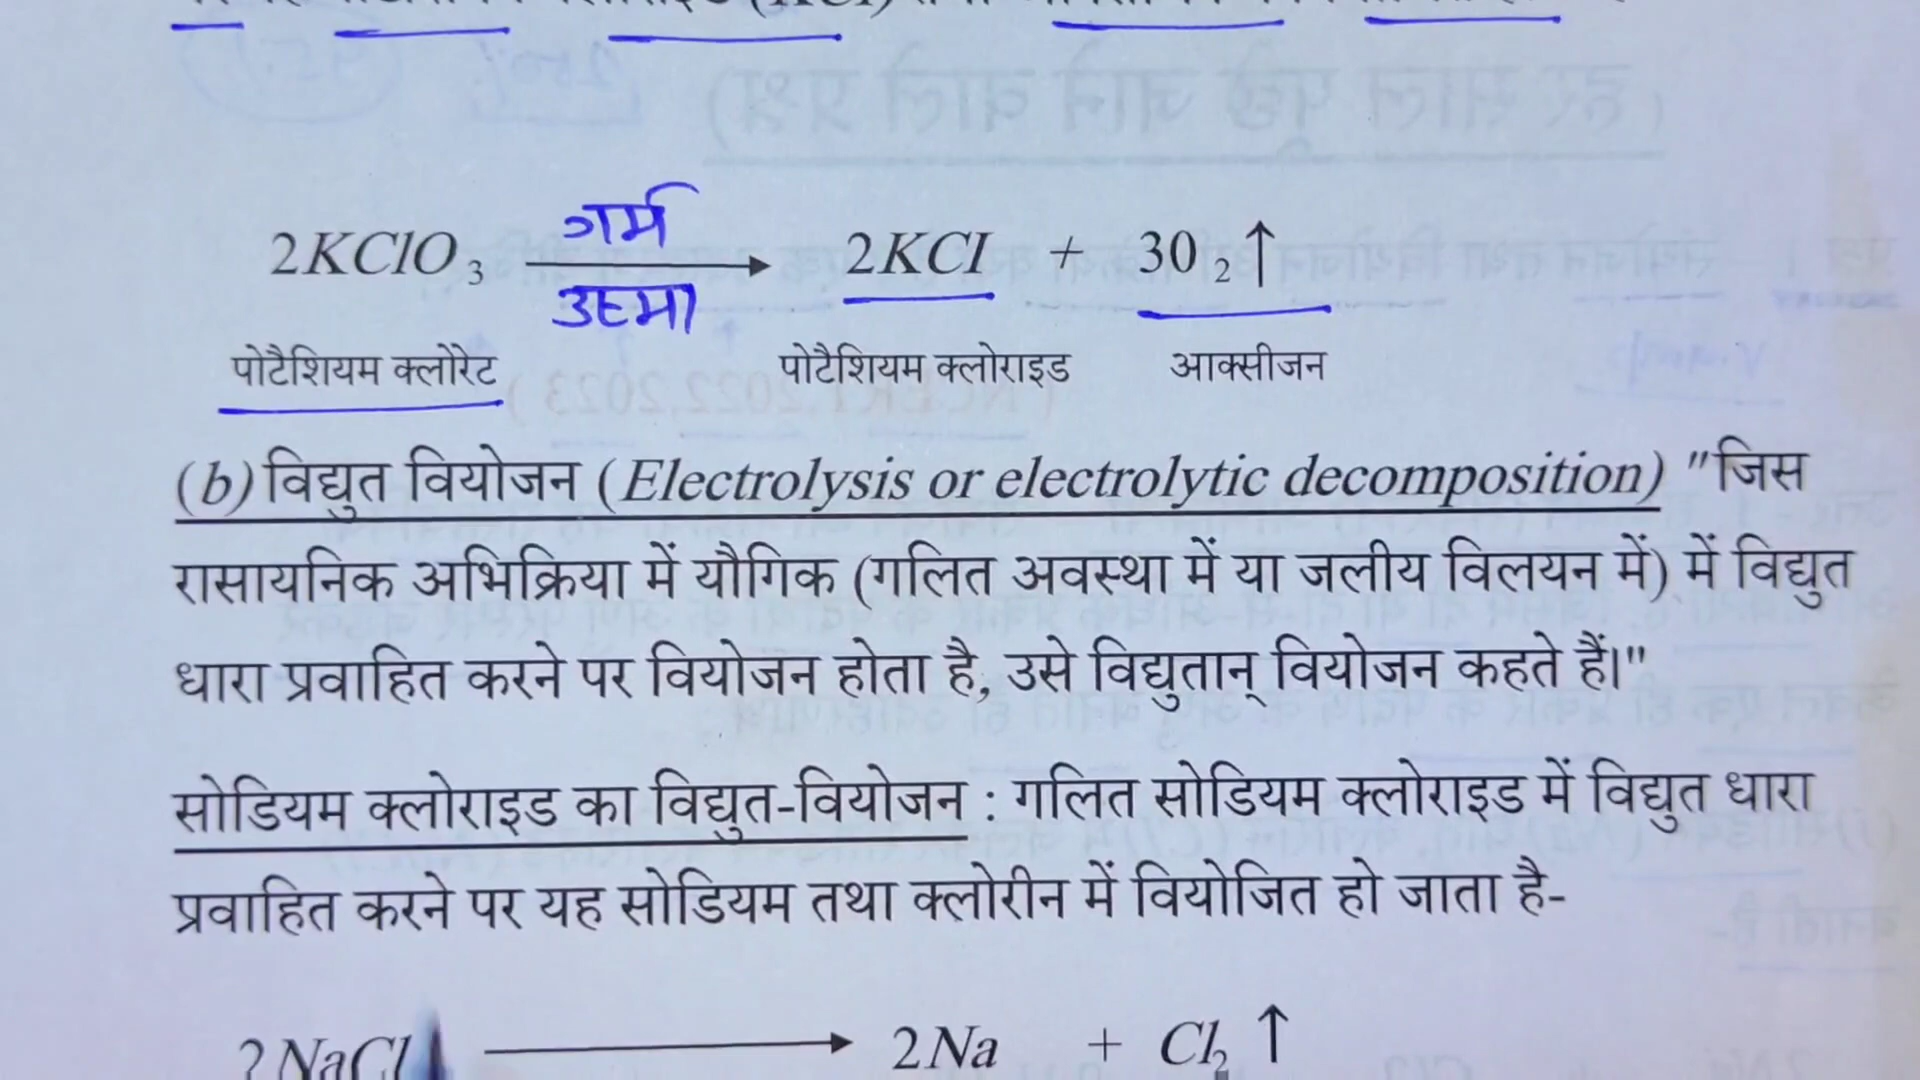 गर्म
2KClO3 → 2KCl + 3O2↑
उष्मा
पोटैशियम क्लोरेट पोटैशियम क्लोराइड आक्सीजन
(b) विद्युत वियोजन (Electrolysis or electrolytic decomposition) "जिस
रासायनिक अभिक्रिया में यौगिक (गलित अवस्था में या जलीय विलयन में) में विद्युत
धारा प्रवाहित करने पर वियोजन होता है, उसे विद्युतान् वियोजन कहते हैं।"
सोडियम क्लोराइड का विद्युत-वियोजन : गलित सोडियम क्लोराइड में विद्युत धारा
प्रवाहित करने पर यह सोडियम तथा क्लोरीन में वियोजित हो जाता है-
2NaCl → 2Na + Cl2↑